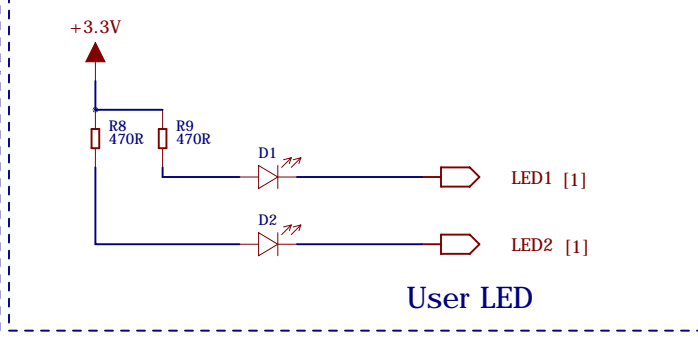 +3.3V
R8
470R
R9
470R
D1
LED1 [1]
D2
LED2 [1]
User LED